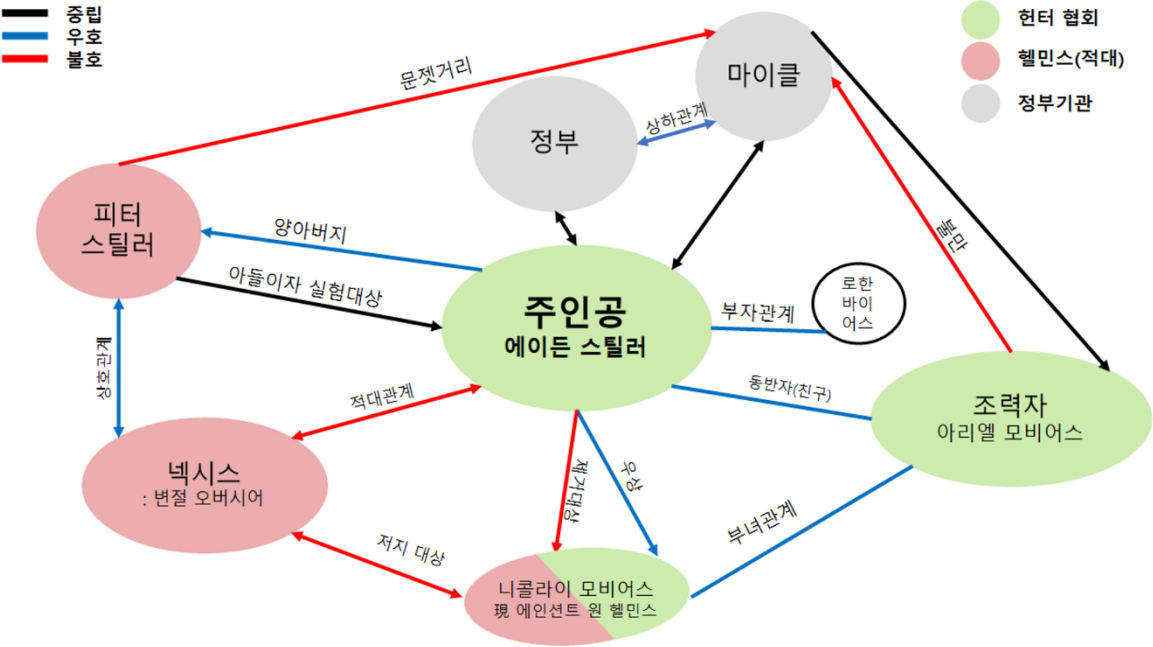 중립
우호
불호
헌터 협회
헬민스(적대)
정부기관
문젯거리
마이클
상하관계
정부
피터
스틸러
양아버지
아들이자 실험대상
불만
주인공
에이든 스틸러
부자관계
로한
바이
어스
상호관계
적대관계
동반자(친구)
조력자
아리엘 모비어스
넥시스
: 변절 오버시어
제거대상
우상
부녀관계
저지 대상
니콜라이 모비어스
現 에인션트 원 헬민스